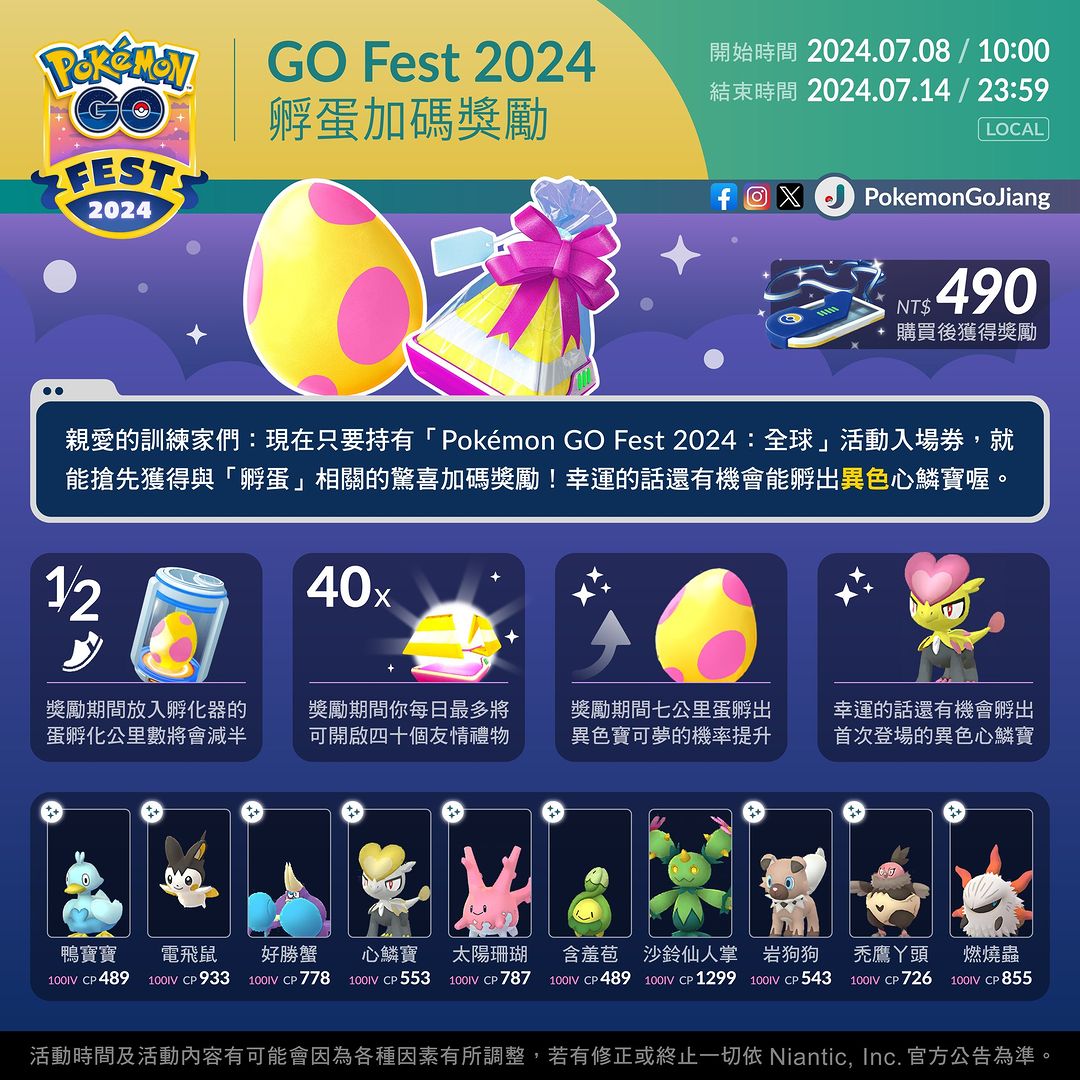 POKÉMON
GO
FEST
2024
GO Fest 2024
孵蛋加碼獎勵
開始時間 2024.07.08 / 10:00
結束時間 2024.07.14 / 23:59
LOCAL
PokemonGoJiang
NT$ 490
購買後獲得獎勵
親愛的訓練家們：現在只要持有「Pokémon GO Fest 2024：全球」活動入場券，就
能搶先獲得與「孵蛋」相關的驚喜加碼獎勵！幸運的話還有機會能孵出異色心鱗寶喔。
1/2
獎勵期間放入孵化器的
蛋孵化公里數將會減半
40x
獎勵期間你每日最多將
可開啟四十個友情禮物
獎勵期間七公里蛋孵出
異色寶可夢的機率提升
幸運的話還有機會孵出
首次登場的異色心鱗寶
鴨寶寶
100IV CP 489
電飛鼠
100IV CP 933
好勝蟹
100IV CP 778
心鱗寶
100IV CP 553
太陽珊瑚
100IV CP 787
含羞苞
100IV CP 489
沙鈴仙人掌
100IV CP 1299
岩狗狗
100IV CP 543
禿鷹丫頭
100IV CP 726
燃燒蟲
100IV CP 855
活動時間及活動內容有可能會因為各種因素有所調整，若有修正或終止一切依 Niantic, Inc. 官方公告為準。